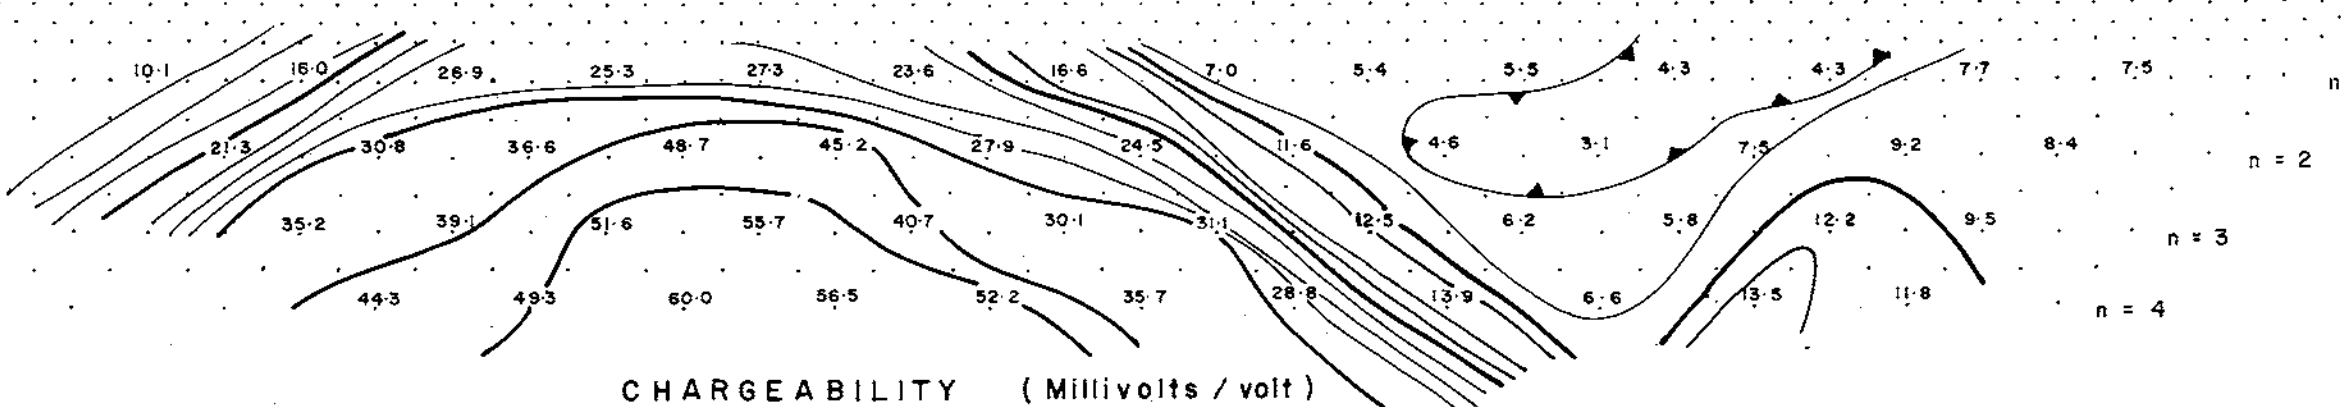 10.1 16.0 26.9 25.3 27.3 23.6 16.6 7.0 5.4 5.5 4.3 4.3 7.7 7.5 n
21.3 30.8 36.6 48.7 45.2 27.9 24.5 11.6 4.6 3.1 7.5 9.2 8.4 n = 2
35.2 39.1 51.6 55.7 40.7 30.1 31.1 12.5 6.2 5.8 12.2 9.5 n = 3
44.3 49.3 60.0 56.5 52.2 35.7 28.8 13.9 6.6 13.5 11.8 n = 4
CHARGEABILITY (Millivolts / volt)